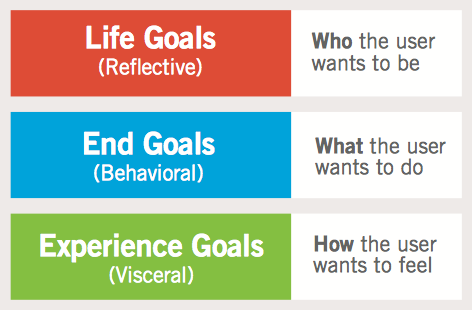 Life Goals
(Reflective)
Who the user
wants to be
End Goals
(Behavioral)
What the user
wants to do
Experience Goals
(Visceral)
How the user
wants to feel